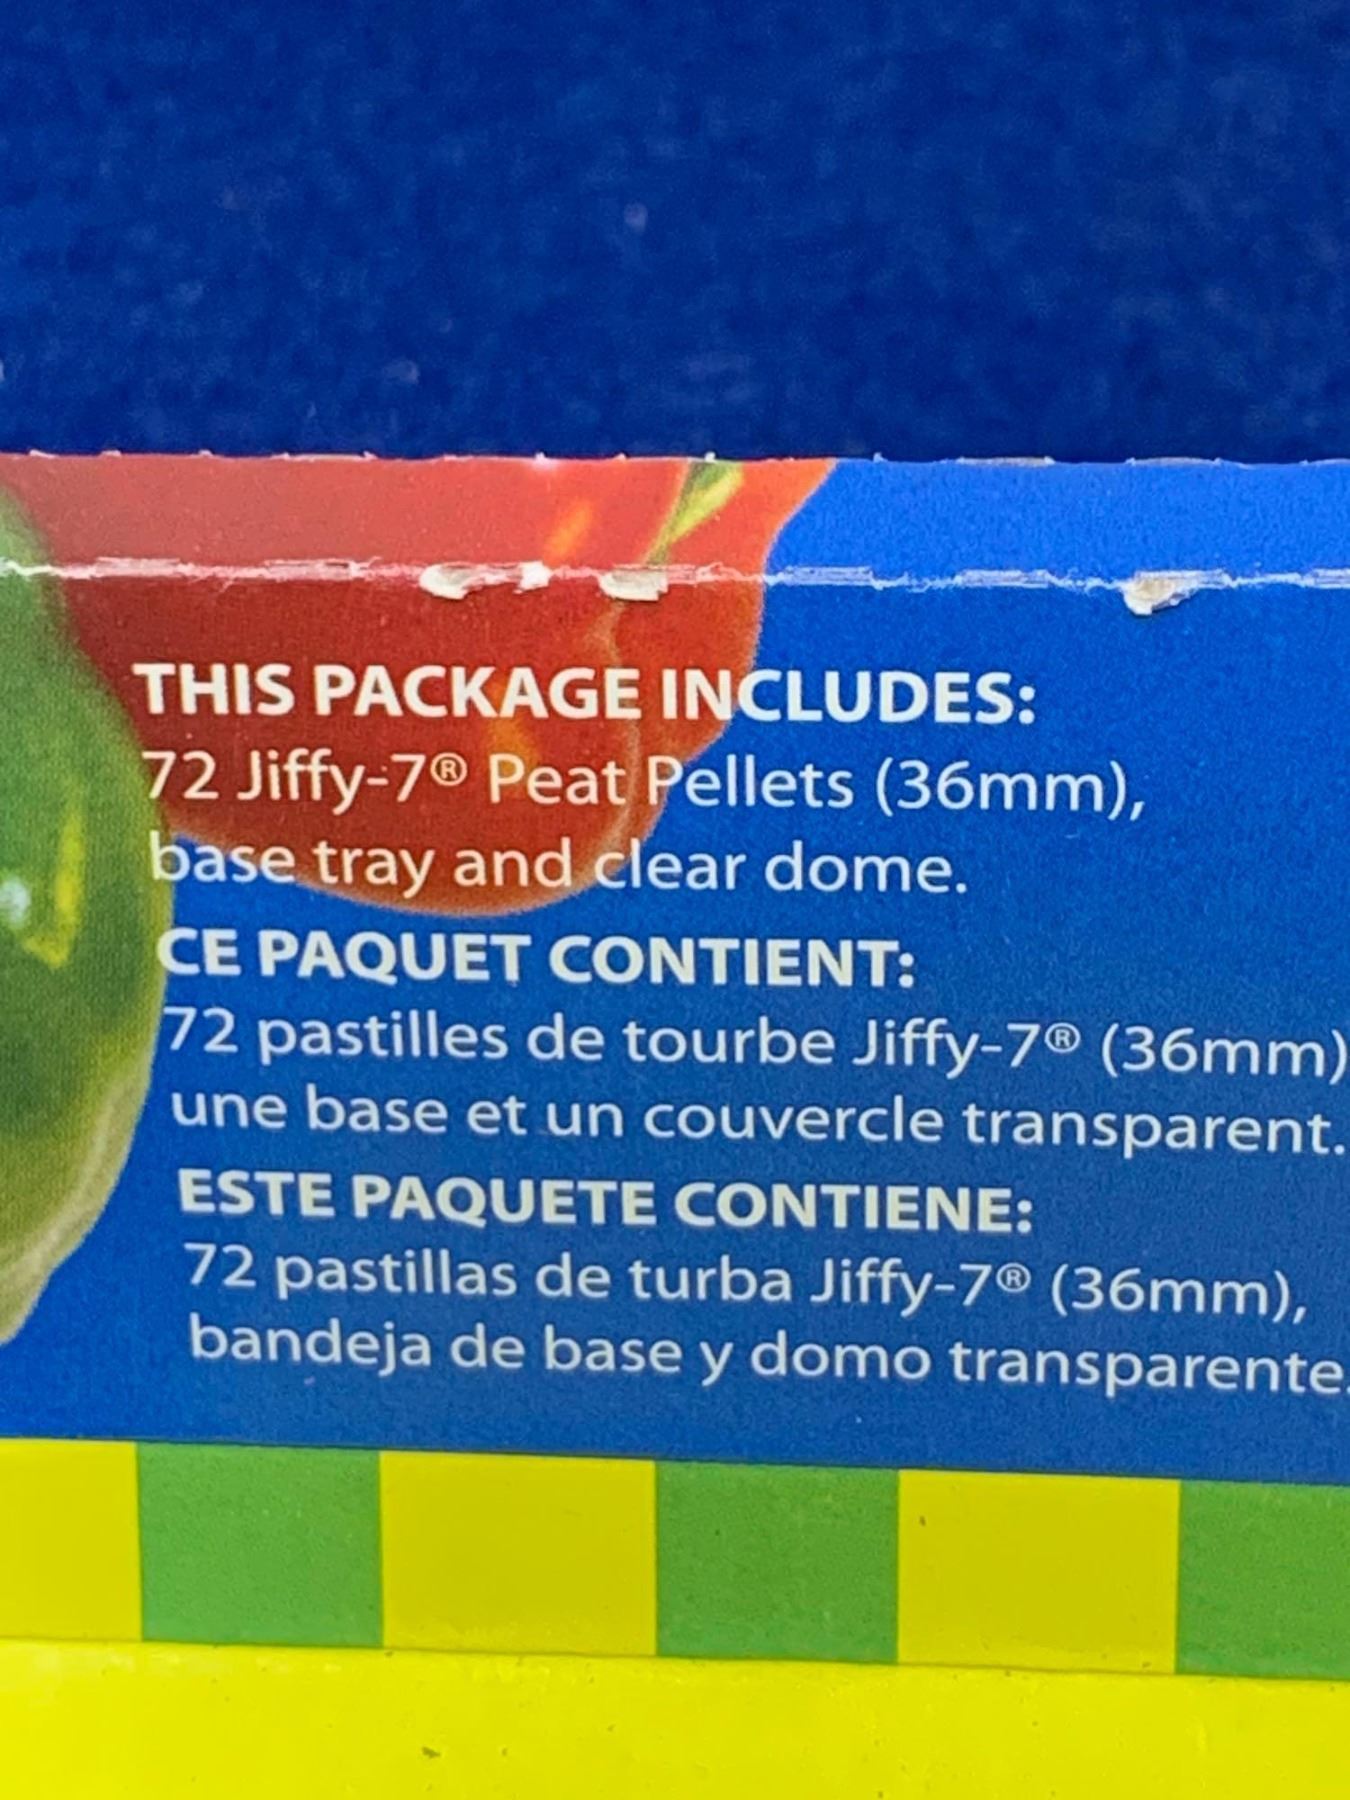 THIS PACKAGE INCLUDES:
72 Jiffy-7® Peat Pellets (36mm),
base tray and clear dome.
CE PAQUET CONTIENT:
72 pastilles de tourbe Jiffy-7® (36mm)
une base et un couvercle transparent.
ESTE PAQUETE CONTIENE:
72 pastillas de turba Jiffy-7® (36mm),
bandeja de base y domo transparente.